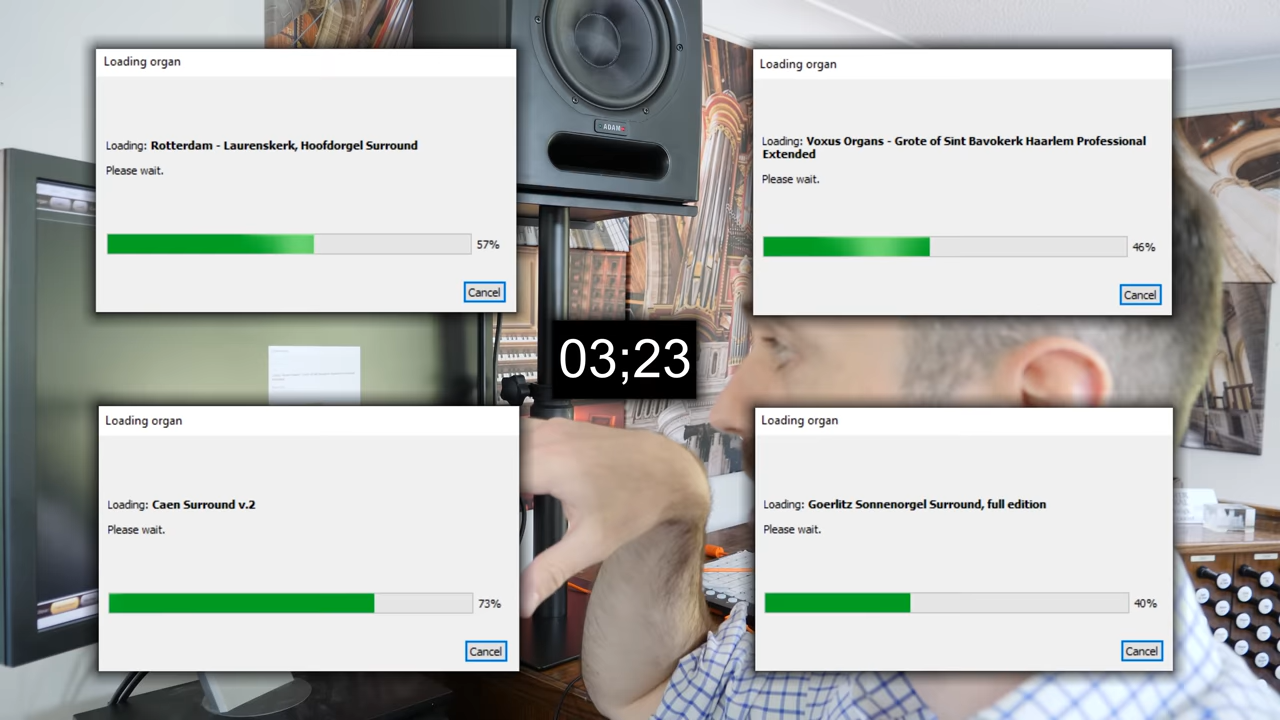 Loading organ
Loading: Rotterdam - Laurenskerk, Hoofdorgel Surround
Please wait.
57%
Cancel
ADAM
Loading organ
Loading: Voxus Organs - Grote of Sint Bavokerk Haarlem Professional
Extended
Please wait.
46%
Cancel
03;23
Loading organ
Loading: Caen Surround v.2
Please wait.
73%
Cancel
Loading organ
Loading: Goerlitz Sonnenorgel Surround, full edition
Please wait.
40%
Cancel